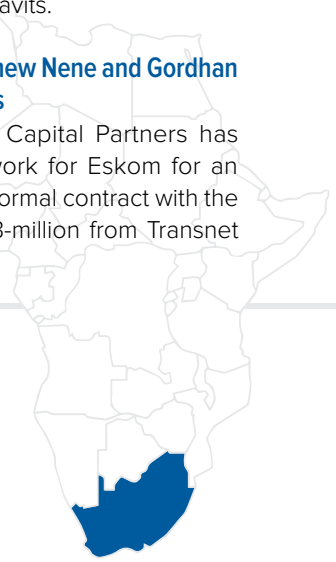 avits.
new Nene and Gordhan
s
Capital Partners has
work for Eskom for an
ormal contract with the
-million from Transnet